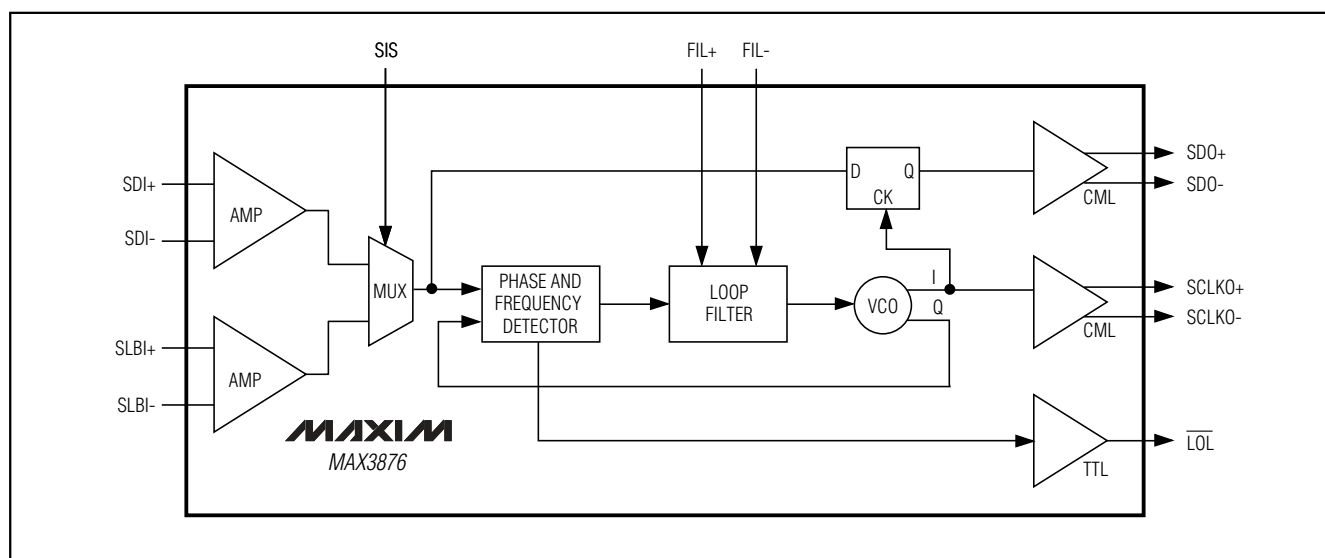 SIS
FIL+ FIL-
SDI+
SDI-
AMP
SLBI+
SLBI-
AMP
MUX
PHASE AND
FREQUENCY
DETECTOR
LOOP
FILTER
VCO
I
Q
D Q
CK
CML
SDO+
SDO-
CML
SCLKO+
SCLKO-
TTL
LOL
MAXIM
MAX3876